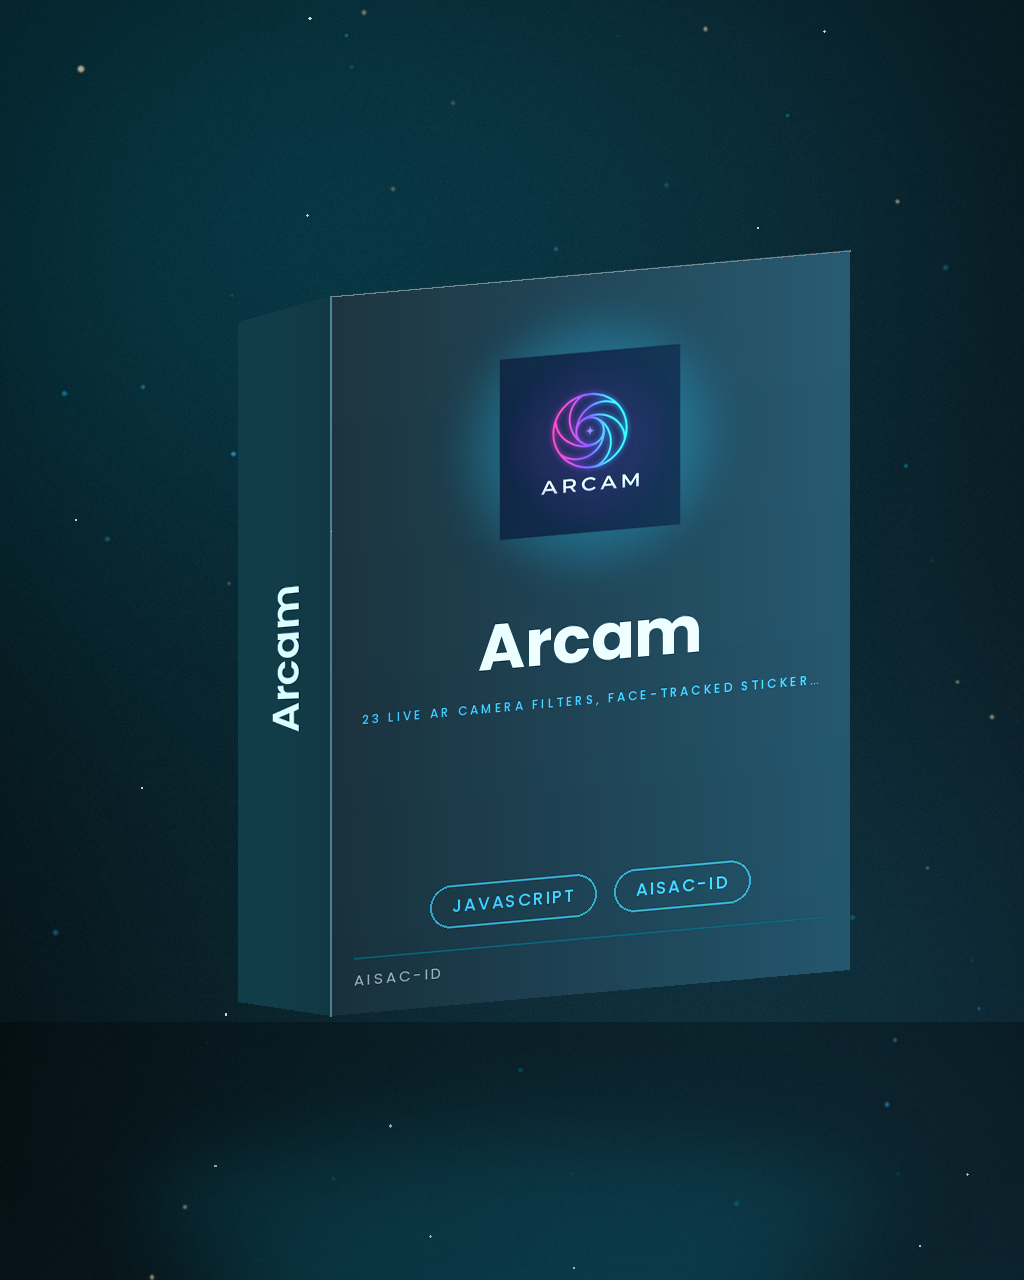 ARCAM
Arcam
Arcam
23 LIVE AR CAMERA FILTERS, FACE-TRACKED STICKER…
JAVASCRIPT
AISAC-ID
AISAC-ID